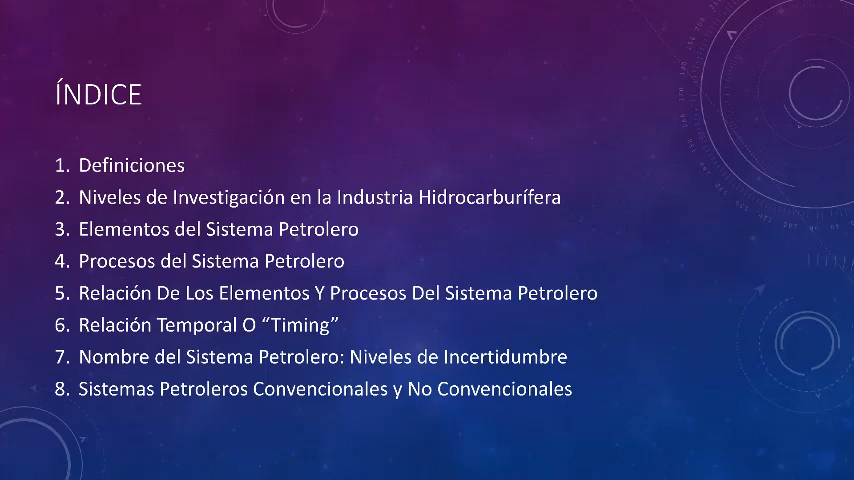 ÍNDICE
1. Definiciones
2. Niveles de Investigación en la Industria Hidrocarburífera
3. Elementos del Sistema Petrolero
4. Procesos del Sistema Petrolero
5. Relación De Los Elementos Y Procesos Del Sistema Petrolero
6. Relación Temporal O “Timing”
7. Nombre del Sistema Petrolero: Niveles de Incertidumbre
8. Sistemas Petroleros Convencionales y No Convencionales